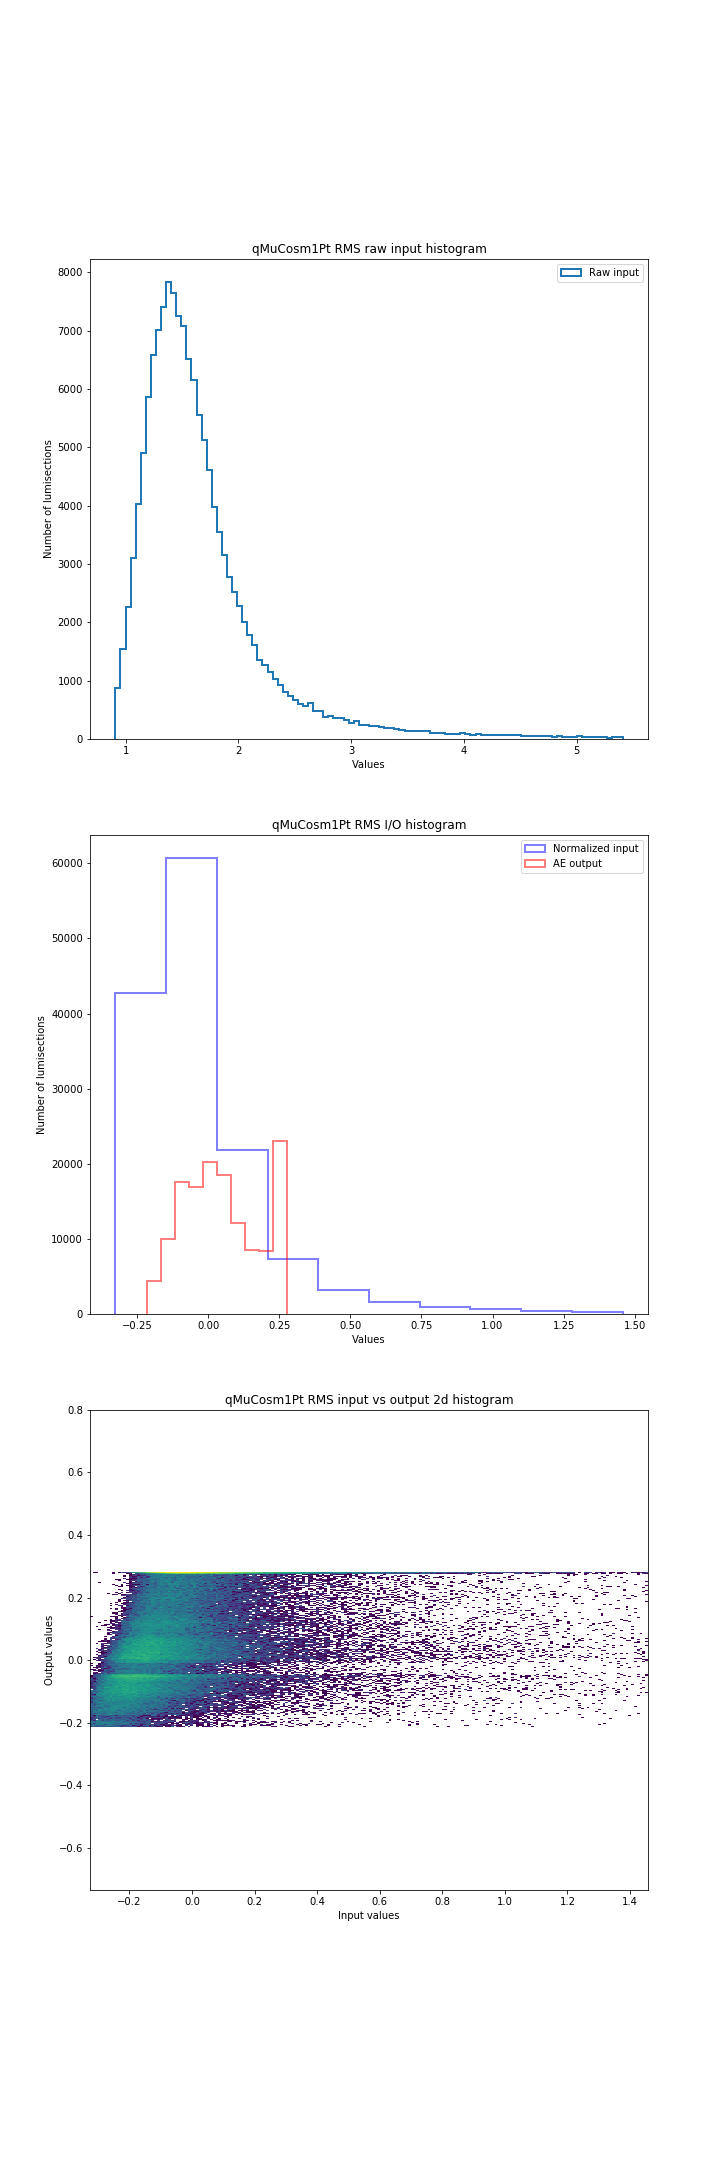 qMuCosm1Pt RMS raw input histogram
Raw input
8000
7000
6000
5000
4000
3000
2000
1000
0
Number of lumisections
1 2 3 4 5
Values
qMuCosm1Pt RMS I/O histogram
Normalized input
AE output
60000
50000
40000
30000
20000
10000
0
Number of lumisections
−0.25 0.00 0.25 0.50 0.75 1.00 1.25 1.50
Values
qMuCosm1Pt RMS input vs output 2d histogram
0.8
0.6
0.4
0.2
0.0
−0.2
−0.4
−0.6
Output values
−0.2 0.0 0.2 0.4 0.6 0.8 1.0 1.2 1.4
Input values